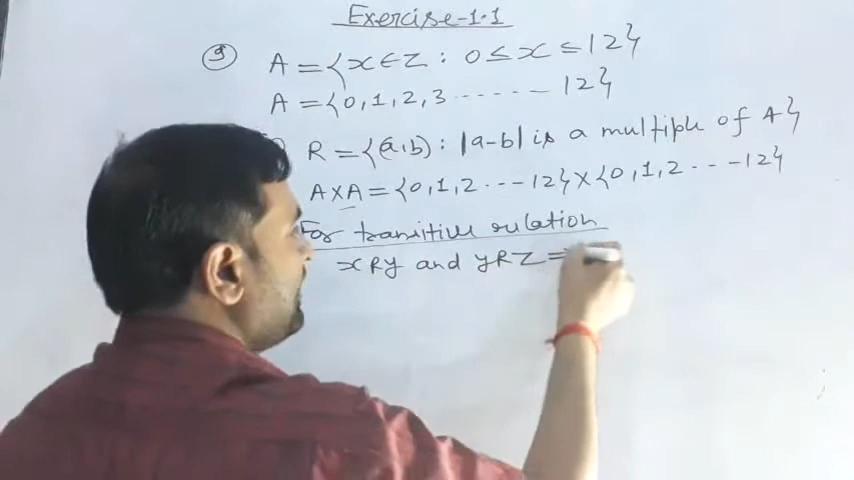 Exercise-1.1
9 A = {x∈Z : 0 ≤ x ≤ 12}
A = {0,1,2,3 ------- 12}
R = {(a,b) : |a-b| is a multiple of 4}
A×A = {0,1,2 --- 12} × {0,1,2 --- 12}
For transitive relation
xRy and yRz =